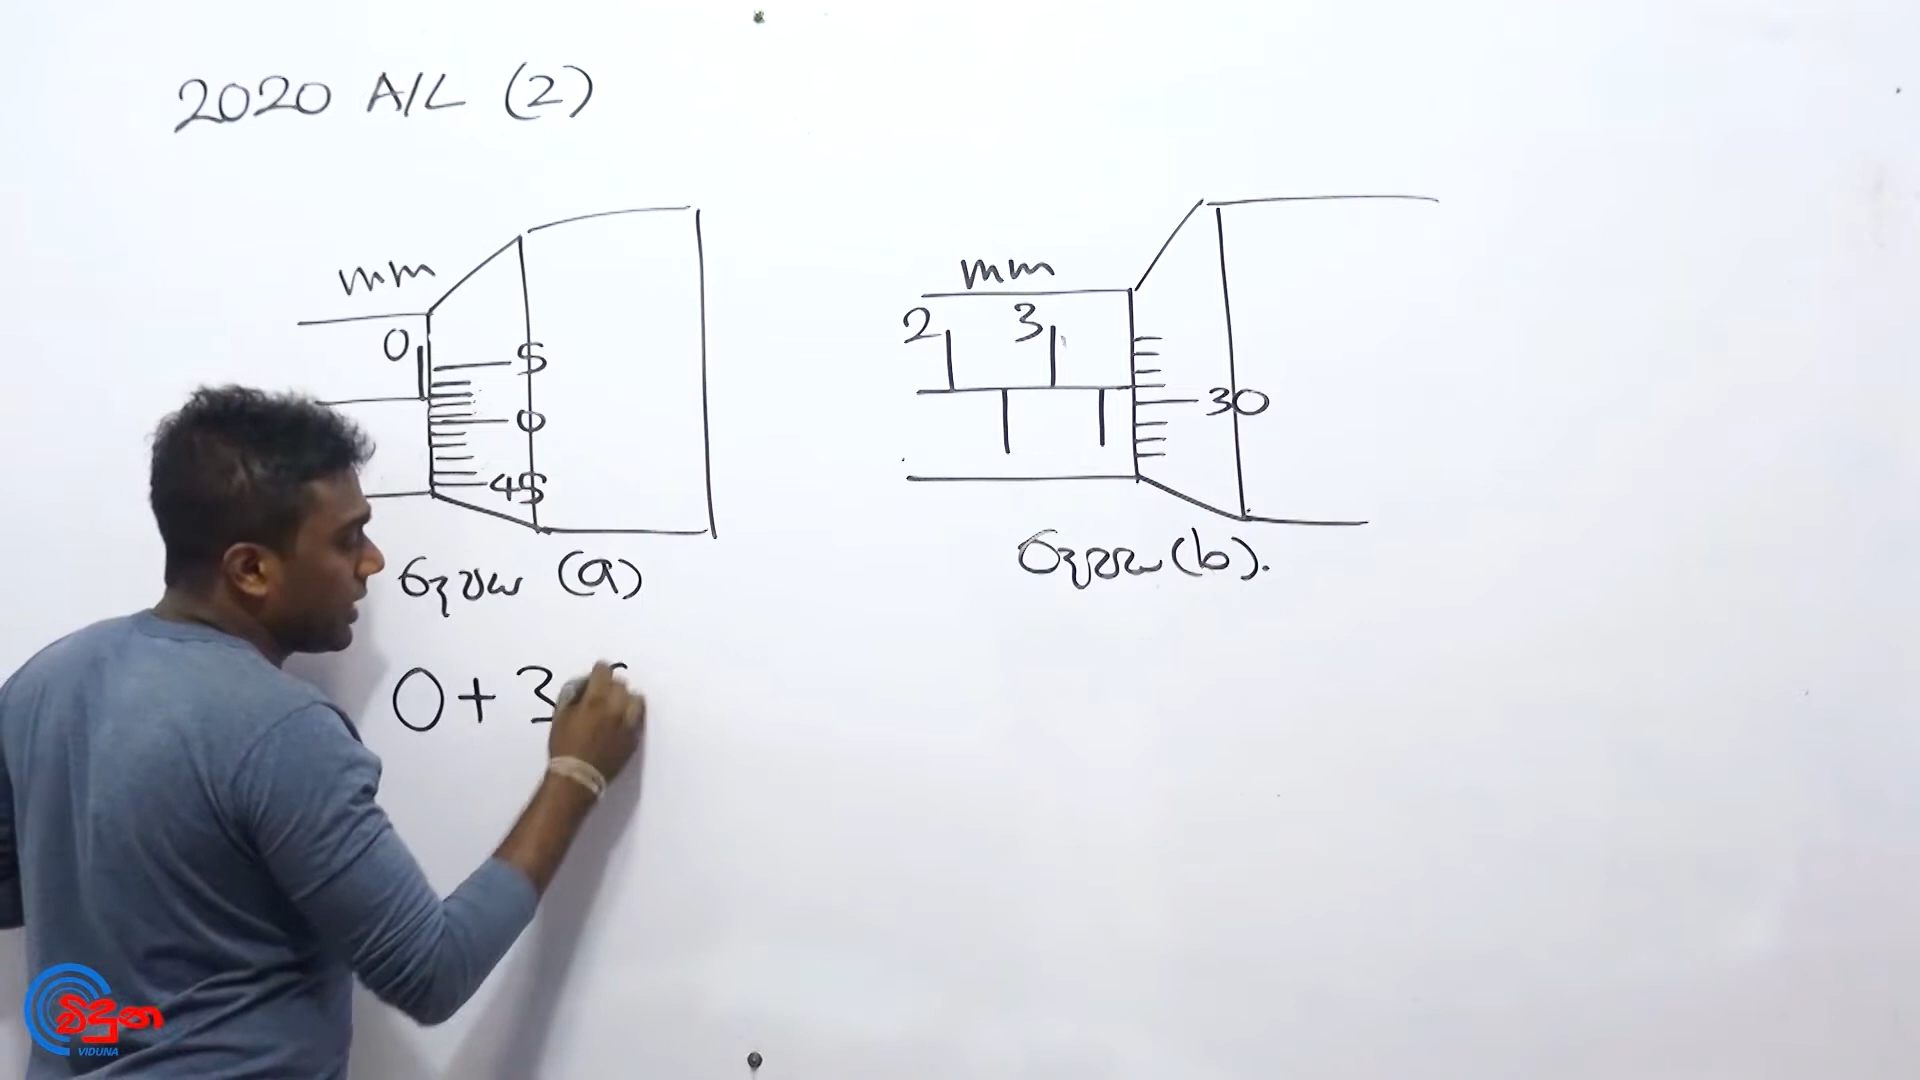 2020 A/L (2)
mm
0
5
0
45
රූපය (a)
mm
2 3
30
රූපය (b).
0 + 3
විදුන
VIDUNA